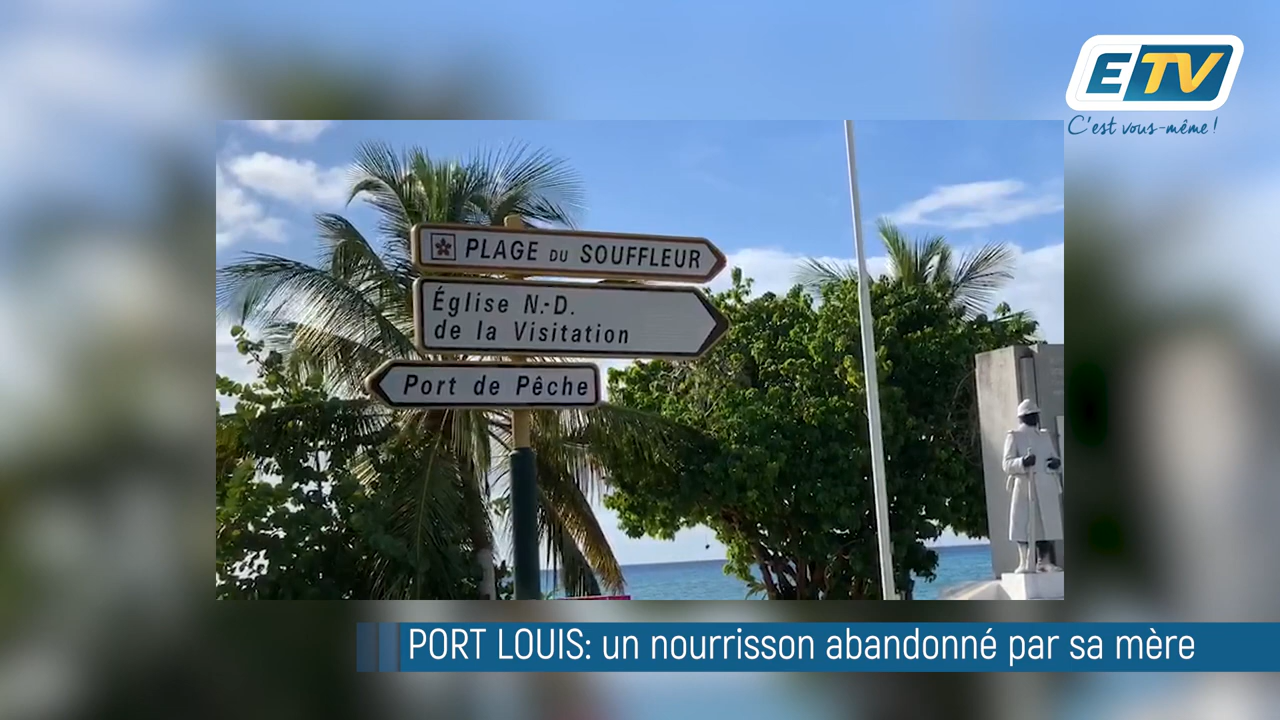 ETV
C'est vous-même !
PLAGE DU SOUFFLEUR
Église N.-D.
de la Visitation
Port de Pêche
PORT LOUIS: un nourrisson abandonné par sa mère